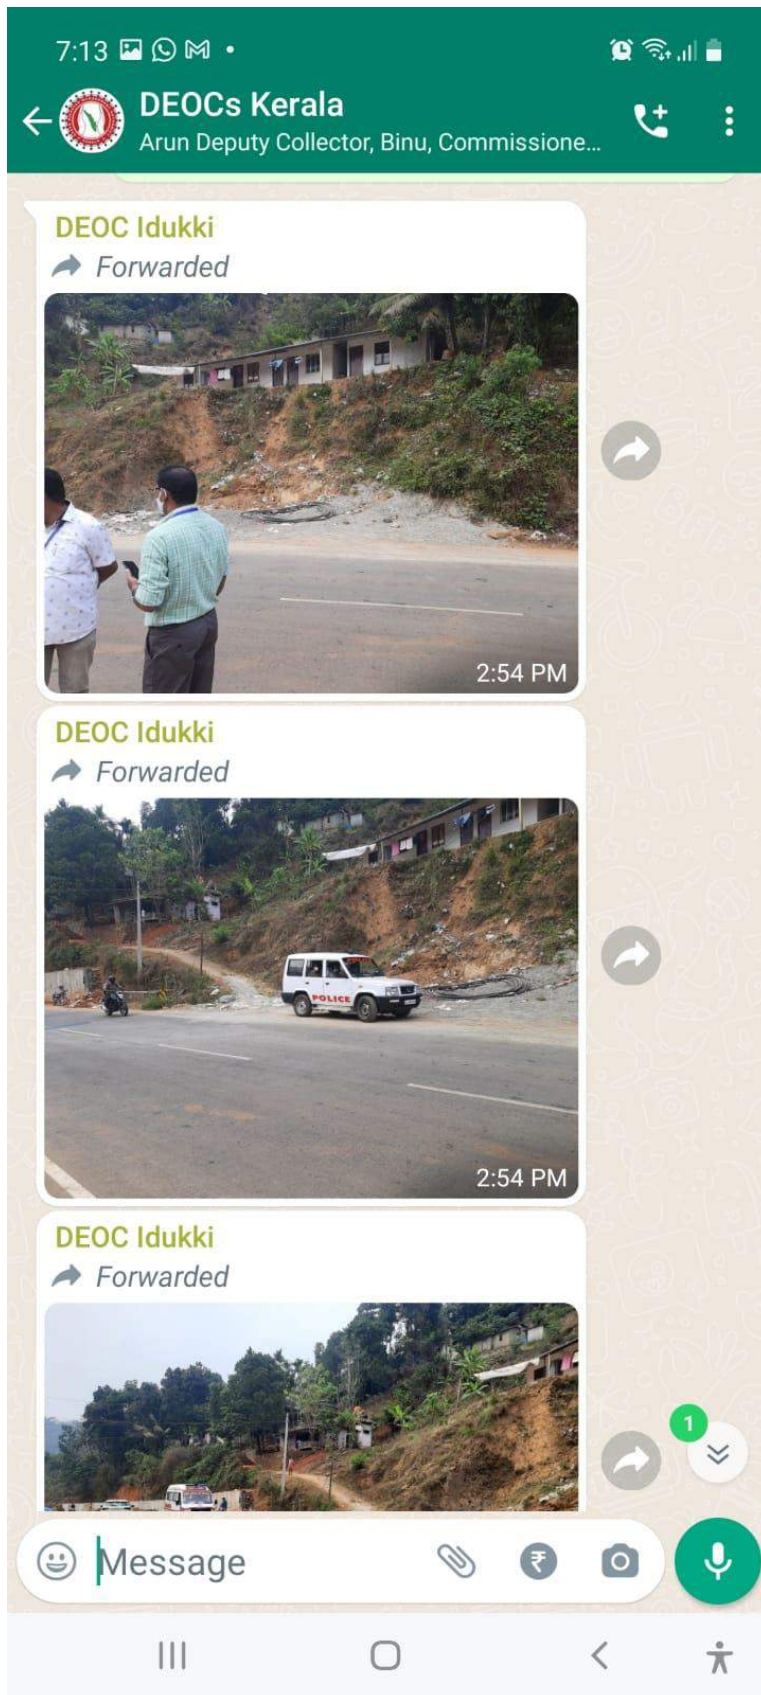 7:13
DEOCs Kerala
Arun Deputy Collector, Binu, Commissione...
DEOC Idukki
Forwarded
2:54 PM
DEOC Idukki
Forwarded
POLICE
2:54 PM
DEOC Idukki
Forwarded
1
Message